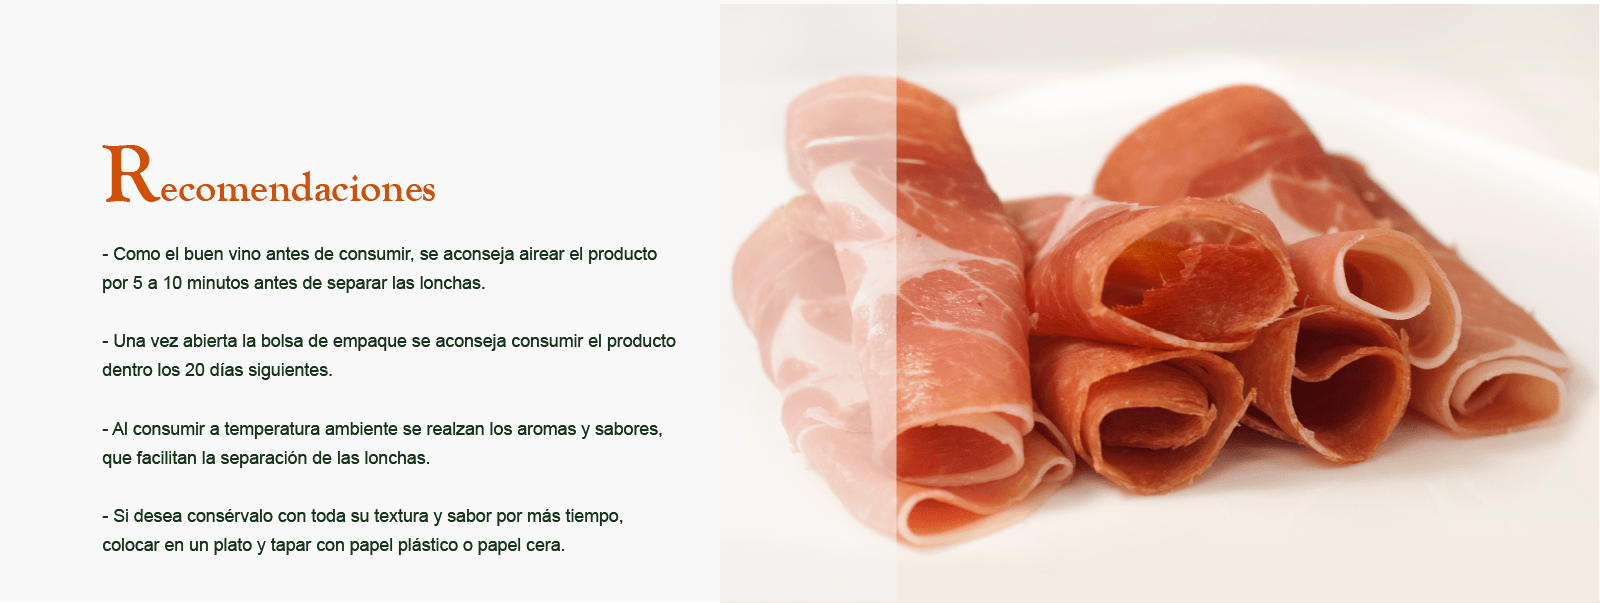 Recomendaciones
- Como el buen vino antes de consumir, se aconseja airear el producto
por 5 a 10 minutos antes de separar las lonchas.
- Una vez abierta la bolsa de empaque se aconseja consumir el producto
dentro los 20 días siguientes.
- Al consumir a temperatura ambiente se realzan los aromas y sabores,
que facilitan la separación de las lonchas.
- Si desea consérvalo con toda su textura y sabor por más tiempo,
colocar en un plato y tapar con papel plástico o papel cera.